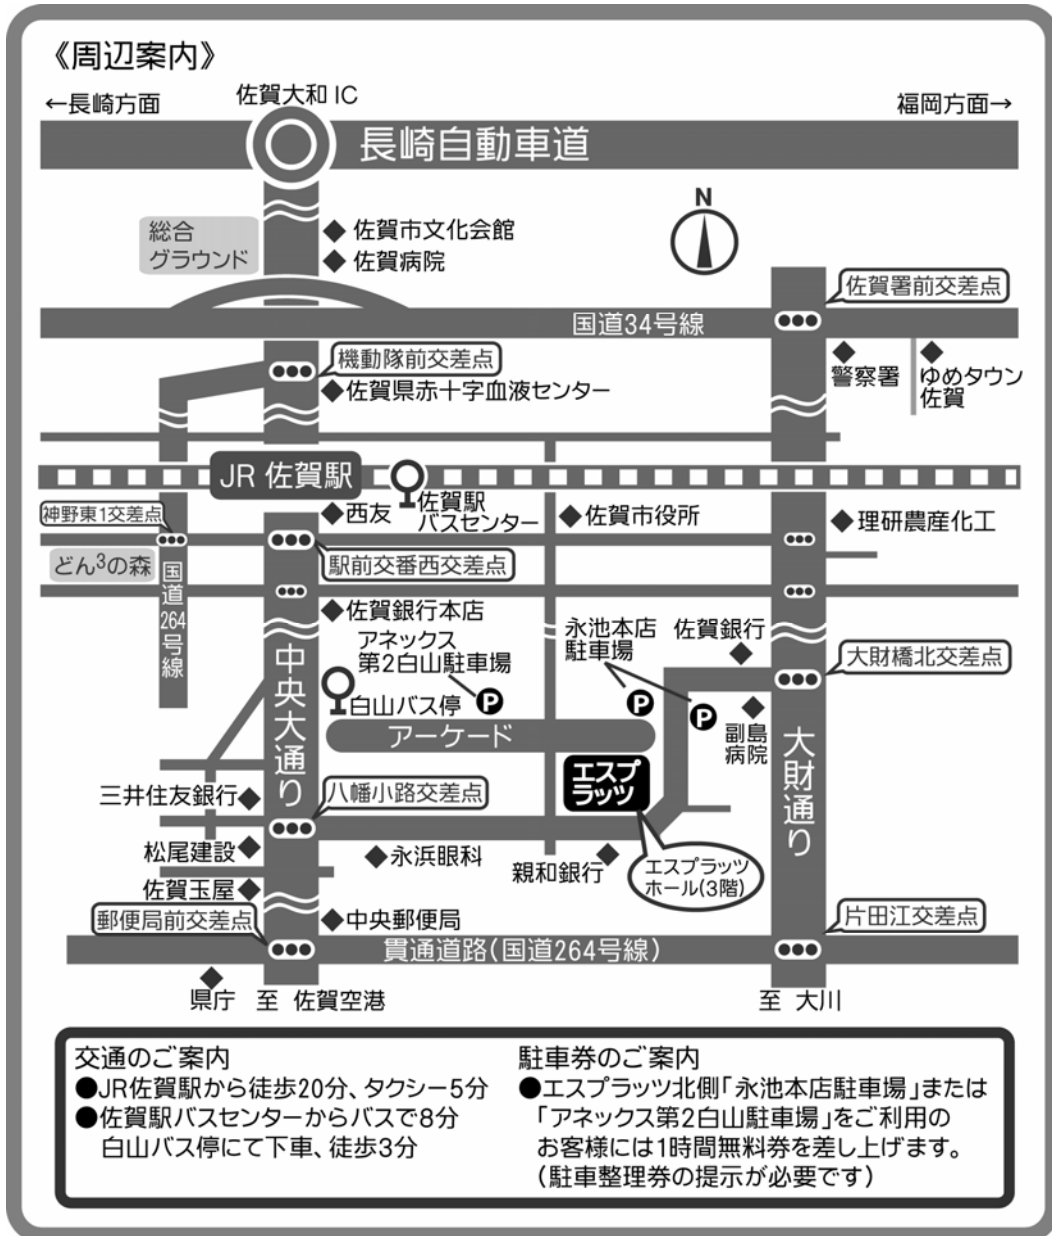 《周辺案内》
←長崎方面
佐賀大和 IC
福岡方面→
長崎自動車道
N
総合
グラウンド
佐賀市文化会館
佐賀病院
佐賀署前交差点
国道34号線
機動隊前交差点
警察署
ゆめタウン
佐賀
佐賀県赤十字血液センター
JR 佐賀駅
佐賀駅
バスセンター
西友
佐賀市役所
理研農産化工
神野東1交差点
どん3の森
駅前交番西交差点
国道264号線
佐賀銀行本店
アネックス
第2白山駐車場
永池本店
駐車場
佐賀銀行
大財橋北交差点
中央大通り
白山バス停
P
P
P
副島
病院
アーケード
大財通り
エスプ
ラッツ
三井住友銀行
八幡小路交差点
松尾建設
永浜眼科
親和銀行
エスプラッツ
ホール(3階)
佐賀玉屋
郵便局前交差点
中央郵便局
片田江交差点
貫通道路(国道264号線)
県庁
至 佐賀空港
至 大川
交通のご案内
●JR佐賀駅から徒歩20分、タクシー5分
●佐賀駅バスセンターからバスで8分
白山バス停にて下車、徒歩3分
駐車券のご案内
●エスプラッツ北側「永池本店駐車場」または
「アネックス第2白山駐車場」をご利用の
お客様には1時間無料券を差し上げます。
(駐車整理券の提示が必要です)